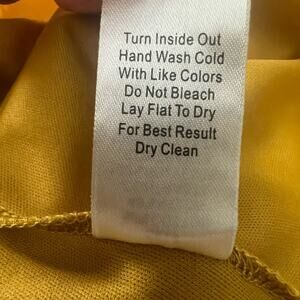 Turn Inside Out
Hand Wash Cold
With Like Colors
Do Not Bleach
Lay Flat To Dry
For Best Result
Dry Clean